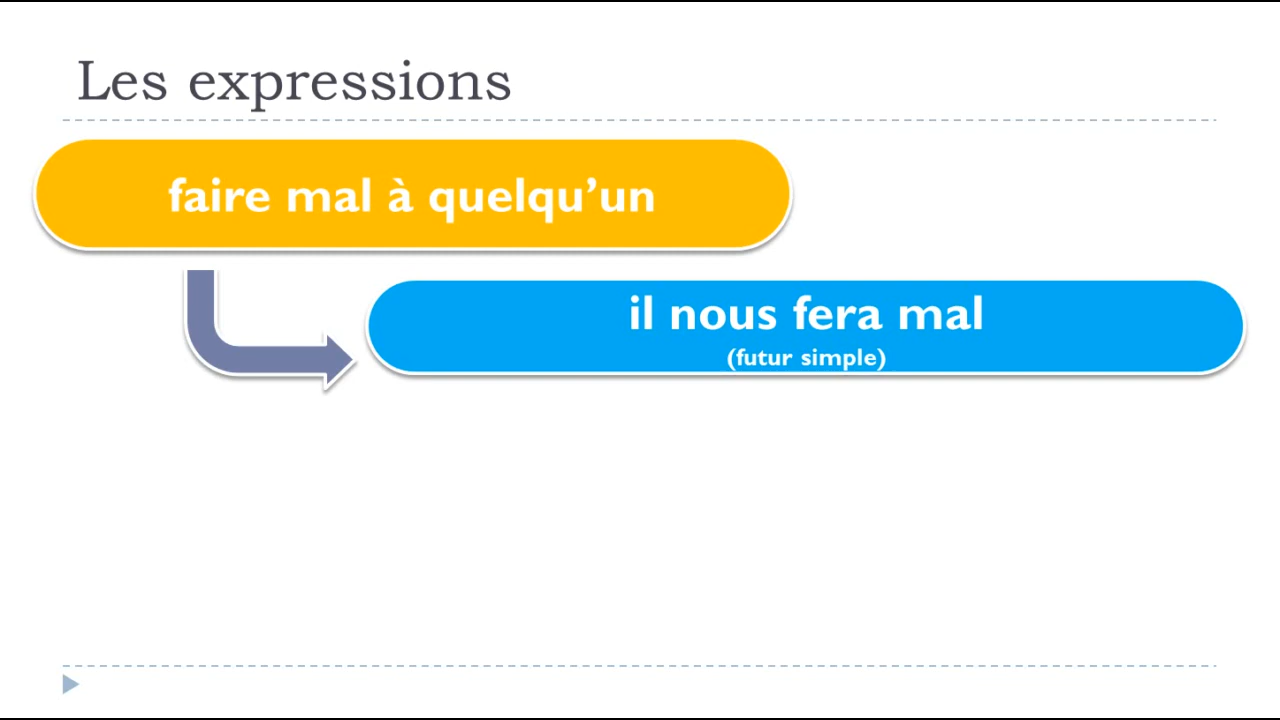 Les expressions
faire mal à quelqu’un
il nous fera mal
(futur simple)